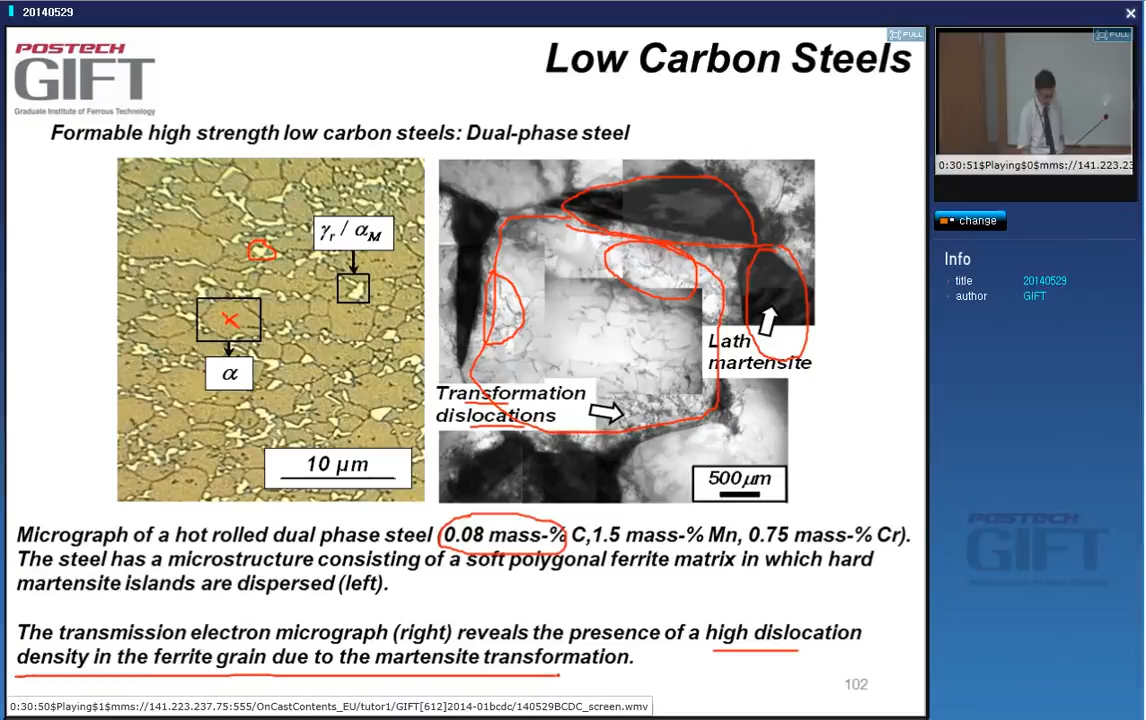 20140529
POSTECH
GIFT
Graduate Institute of Ferrous Technology
FULL
Low Carbon Steels
Formable high strength low carbon steels: Dual-phase steel
γr / αM
α
10 µm
Lath
martensite
Transformation
dislocations
500µm
Micrograph of a hot rolled dual phase steel (0.08 mass-% C,1.5 mass-% Mn, 0.75 mass-% Cr).
The steel has a microstructure consisting of a soft polygonal ferrite matrix in which hard
martensite islands are dispersed (left).
The transmission electron micrograph (right) reveals the presence of a high dislocation
density in the ferrite grain due to the martensite transformation.
102
0:30:50$Playing$1$mms://141.223.237.75:555/OnCastContents_EU/tutor1/GIFT[612]2014-01bcdc/140529BCDC_screen.wmv
FULL
0:30:51$Playing$0$mms://141.223.23
change
Info
title 20140529
author GIFT
POSTECH
GIFT